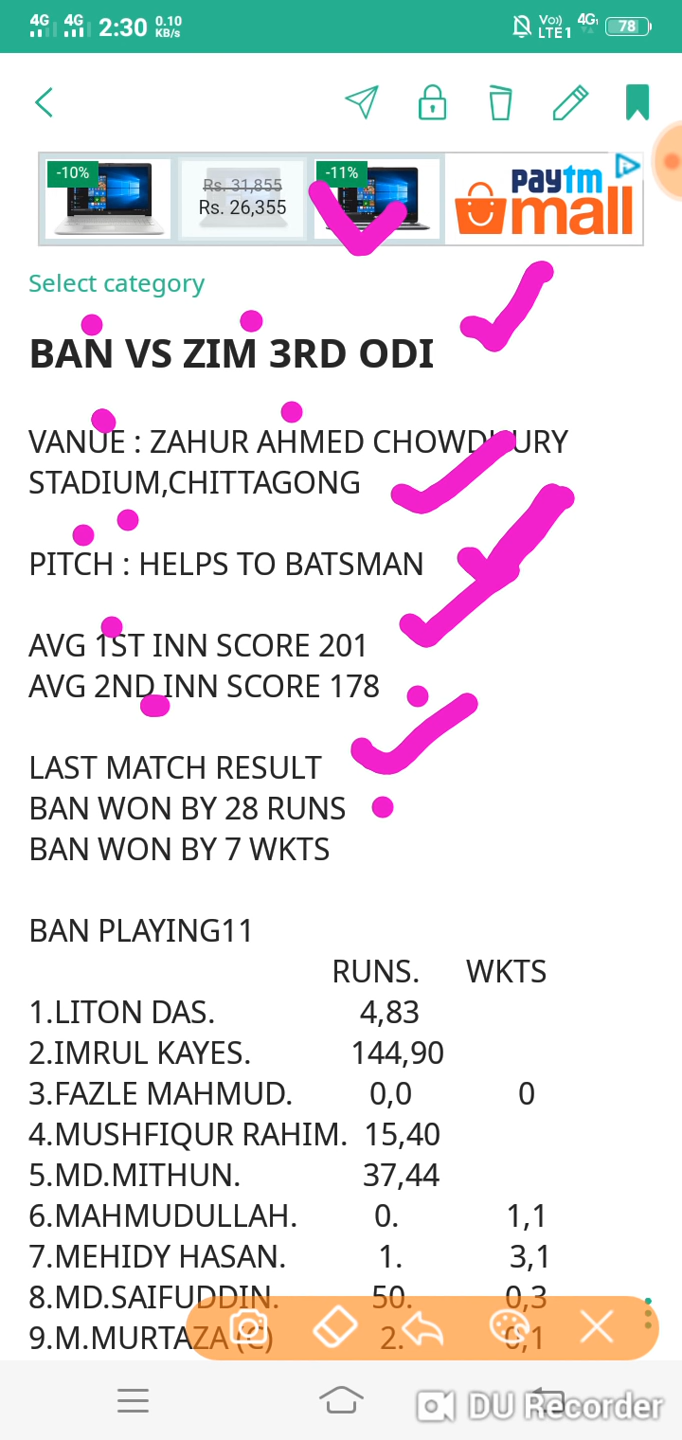 4G 4G 2:30 0.10 KB/s VoD LTE1 4G 78
-10% Rs. 31,855 -11% paytm
Rs. 26,355 mall
Select category
BAN VS ZIM 3RD ODI
VANUE : ZAHUR AHMED CHOWDHURY
STADIUM,CHITTAGONG
PITCH : HELPS TO BATSMAN
AVG 1ST INN SCORE 201
AVG 2ND INN SCORE 178
LAST MATCH RESULT
BAN WON BY 28 RUNS
BAN WON BY 7 WKTS
BAN PLAYING11
RUNS. WKTS
1.LITON DAS. 4,83
2.IMRUL KAYES. 144,90
3.FAZLE MAHMUD. 0,0 0
4.MUSHFIQUR RAHIM. 15,40
5.MD.MITHUN. 37,44
6.MAHMUDULLAH. 0. 1,1
7.MEHIDY HASAN. 1. 3,1
8.MD.SAIFUDDIN. 50. 0,3
9.M.MURTAZA (C) 2. 0,1
DU Recorder